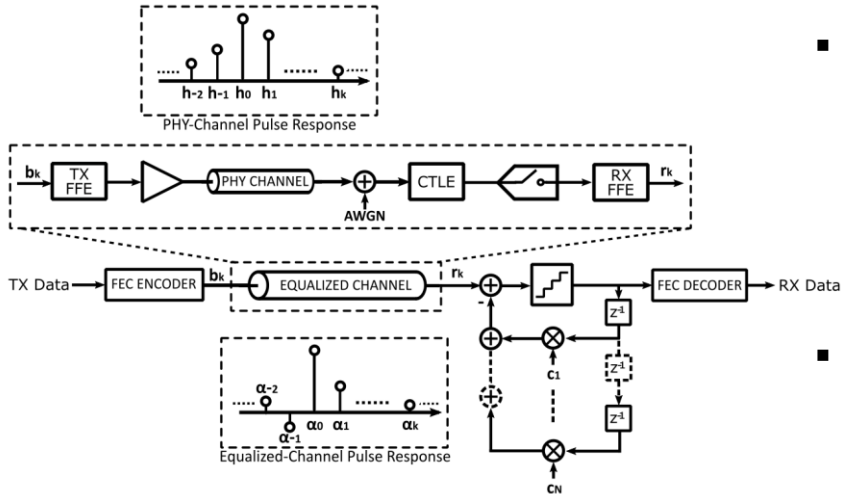 h-2 h-1 h0 h1 hk
PHY-Channel Pulse Response
bk
TX
FFE
PHY CHANNEL
AWGN
CTLE
RX
FFE
rk
TX Data
FEC ENCODER
bk
EQUALIZED CHANNEL
rk
-
FEC DECODER
RX Data
z-1
c1
z-1
z-1
cN
α-2
α-1
α0 α1 αk
Equalized-Channel Pulse Response